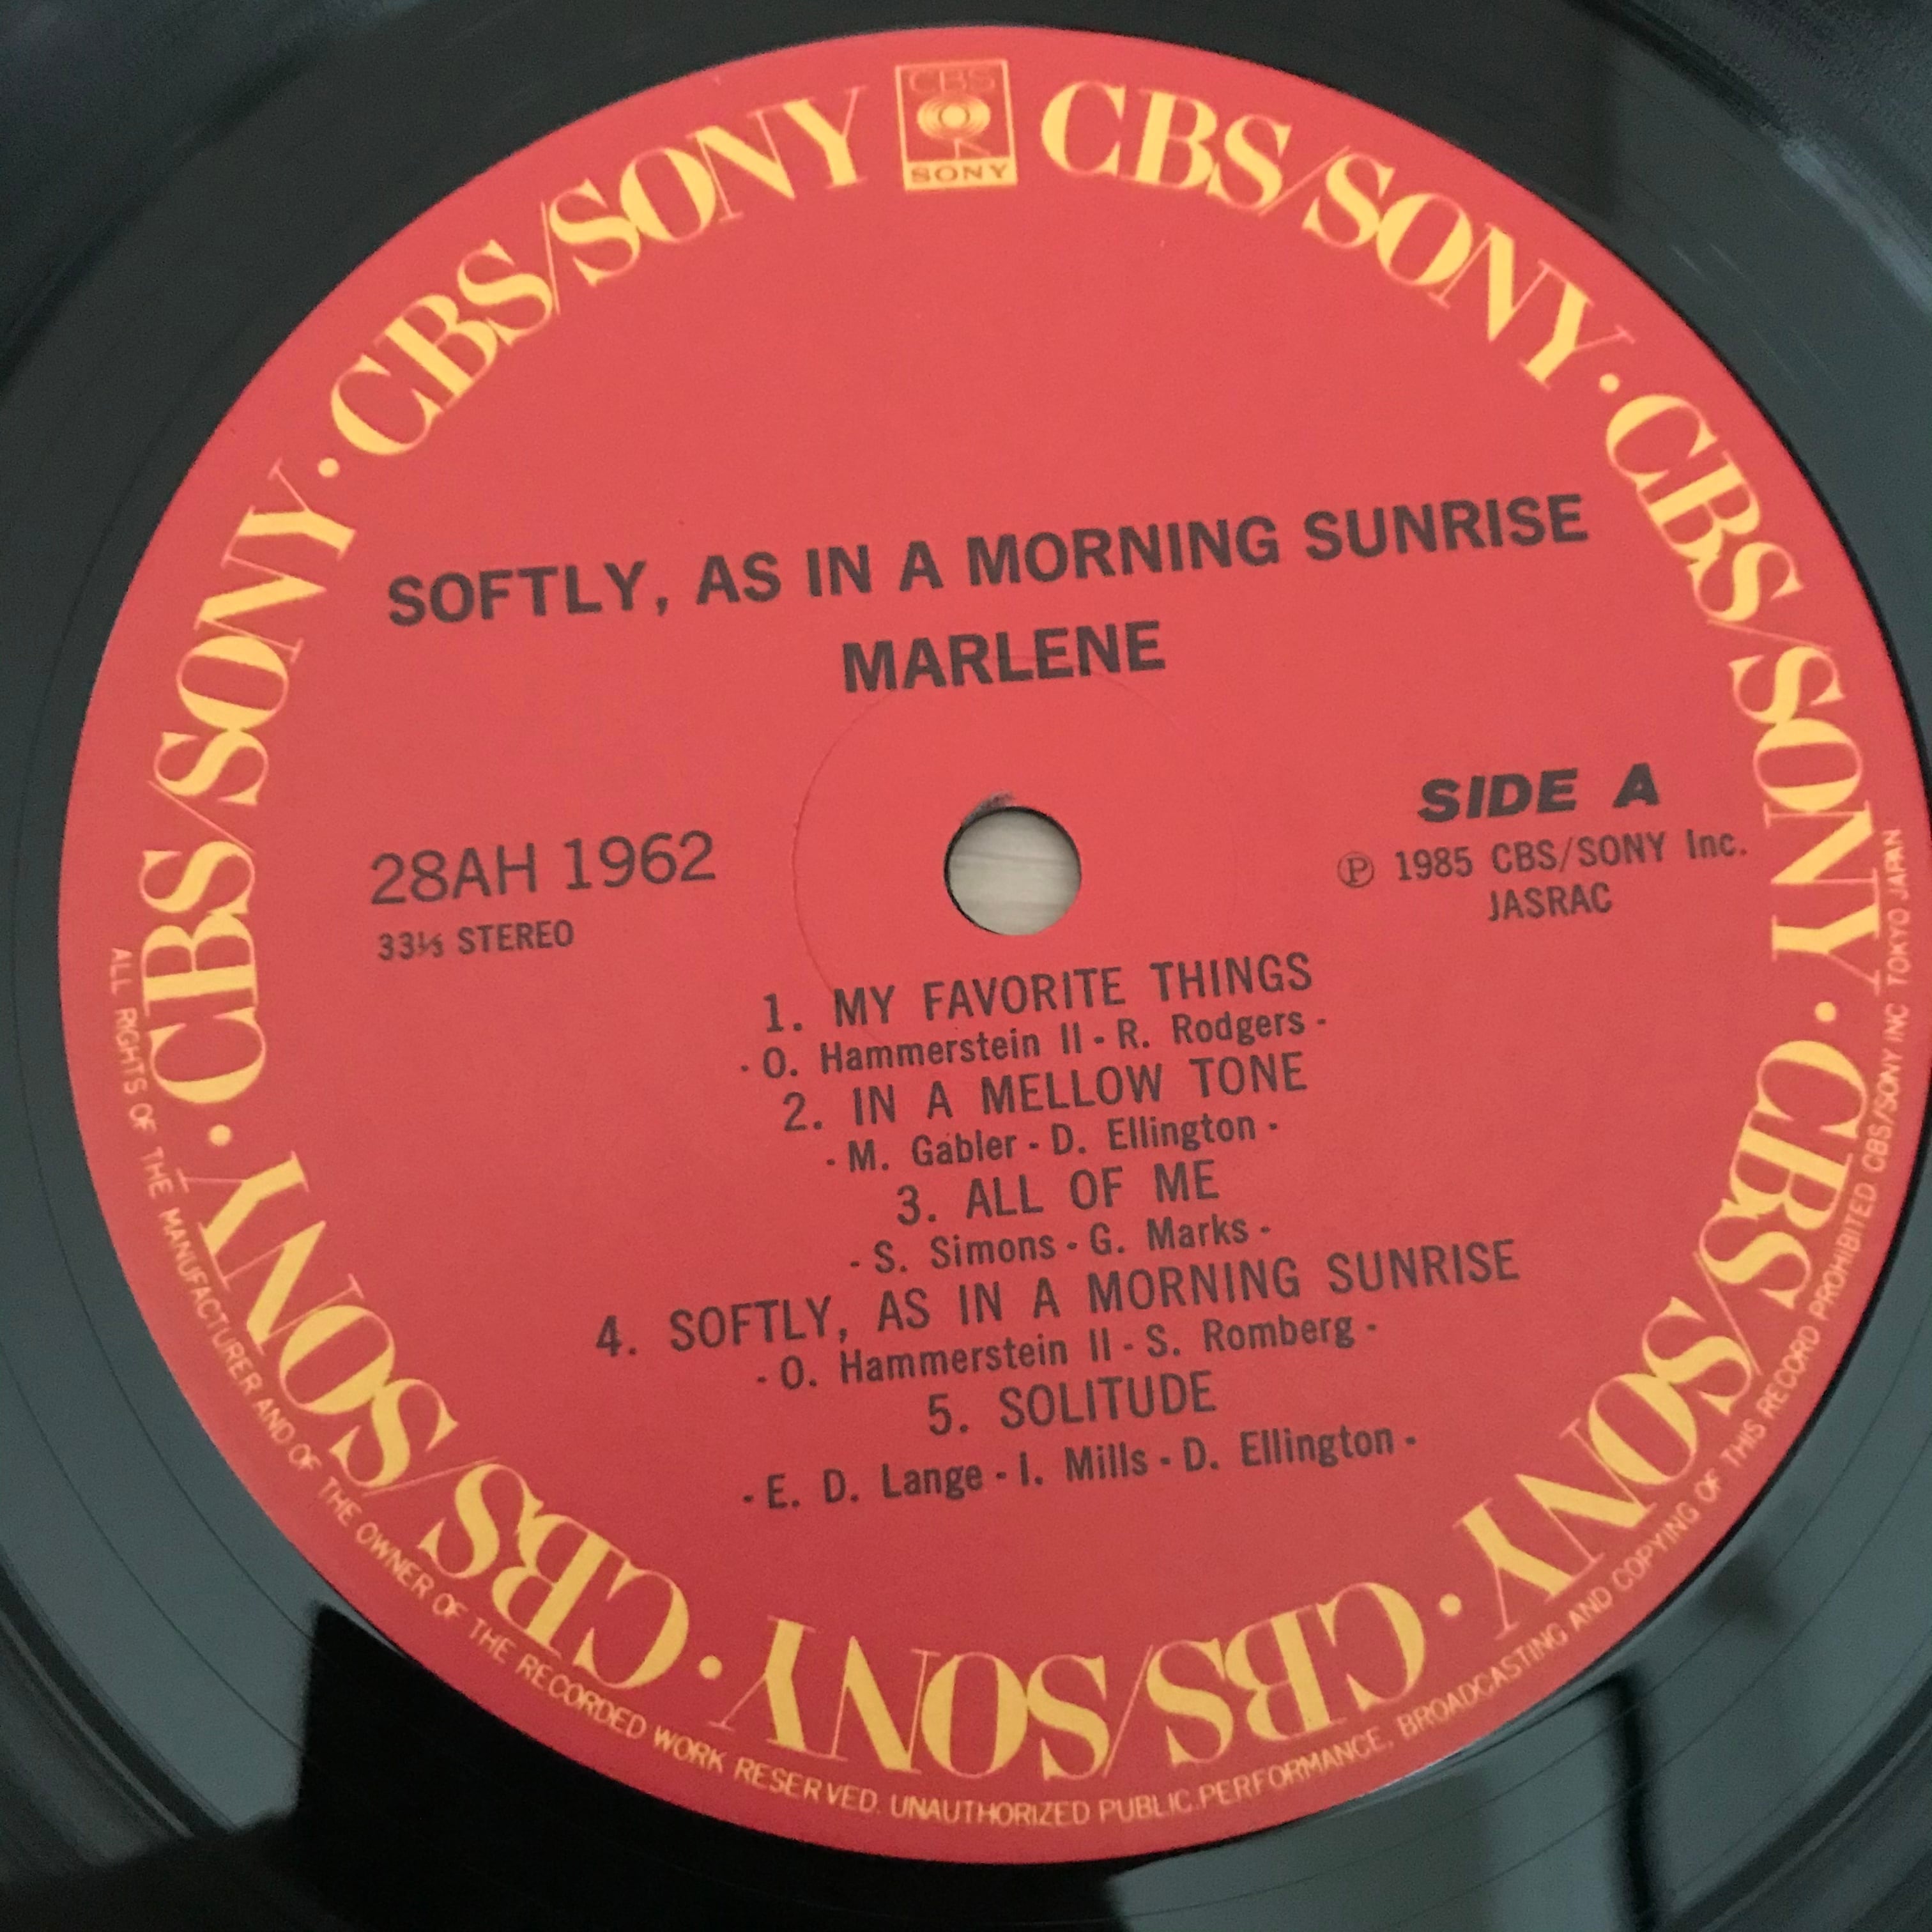 CBS
SONY
CBS/SONY · CBS/SONY · CBS/SONY · CBS/SONY · CBS/SONY · CBS/SONY · CBS/SONY
SOFTLY, AS IN A MORNING SUNRISE
MARLENE
SIDE A
28AH 1962
℗ 1985 CBS/SONY Inc.
33⅓ STEREO
JASRAC
1. MY FAVORITE THINGS
- O. Hammerstein II - R. Rodgers -
2. IN A MELLOW TONE
- M. Gabler - D. Ellington -
3. ALL OF ME
- S. Simons - G. Marks -
4. SOFTLY, AS IN A MORNING SUNRISE
- O. Hammerstein II - S. Romberg -
5. SOLITUDE
- E. D. Lange - I. Mills - D. Ellington -
ALL RIGHTS OF THE MANUFACTURER AND OF THE OWNER OF THE RECORDED WORK RESERVED. UNAUTHORIZED PUBLIC PERFORMANCE, BROADCASTING AND COPYING OF THIS RECORD PROHIBITED CBS/SONY INC TOKYO JAPAN